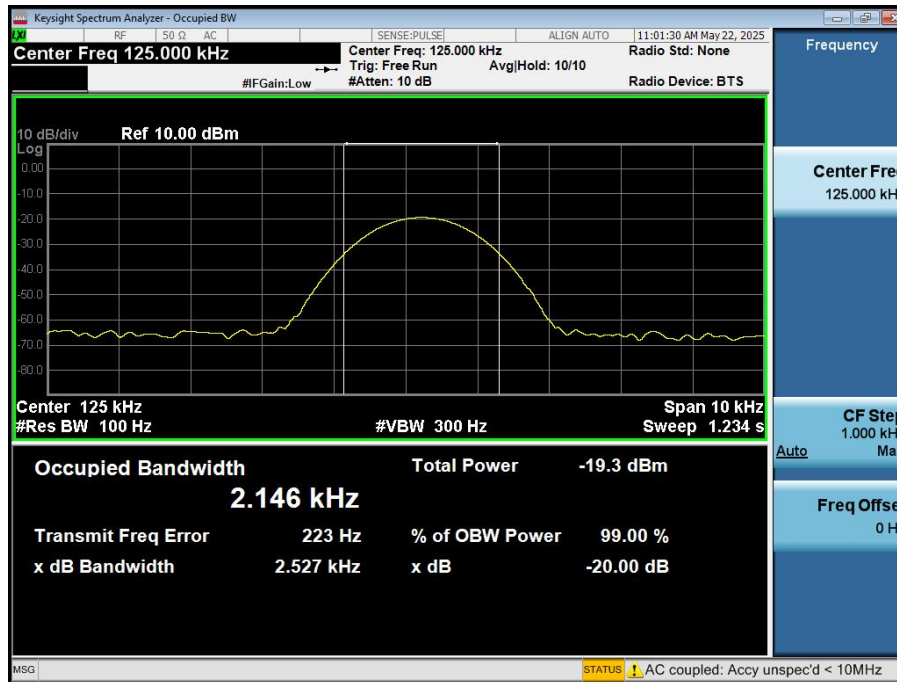 Keysight Spectrum Analyzer - Occupied BW
LXI RF 50 Ω AC SENSE:PULSE ALIGN AUTO 11:01:30 AM May 22, 2025
Center Freq 125.000 kHz
Center Freq: 125.000 kHz Radio Std: None
Trig: Free Run Avg|Hold: 10/10
#IFGain:Low #Atten: 10 dB Radio Device: BTS
Frequency
10 dB/div Ref 10.00 dBm
Log
0.00
-10.0
-20.0
-30.0
-40.0
-50.0
-60.0
-70.0
-80.0
Center 125 kHz Span 10 kHz
#Res BW 100 Hz #VBW 300 Hz Sweep 1.234 s
Occupied Bandwidth Total Power -19.3 dBm
2.146 kHz
Transmit Freq Error 223 Hz % of OBW Power 99.00 %
x dB Bandwidth 2.527 kHz x dB -20.00 dB
Center Fre
125.000 kH
CF Step
1.000 kH
Auto Ma
Freq Offse
0 H
MSG STATUS AC coupled: Accy unspec'd < 10MHz